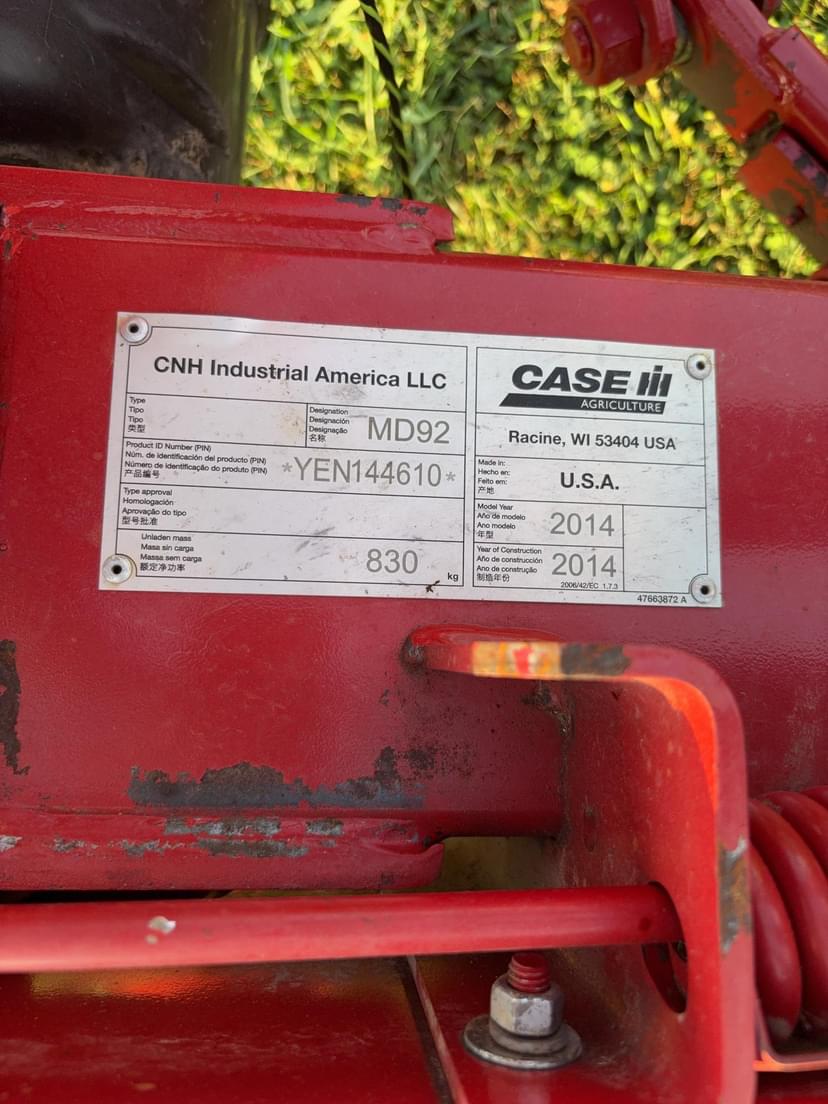 CNH Industrial America LLC
Type
Tipo
Tipo
类型
Designation
Designación
Designação
名称
MD92
Product ID Number (PIN)
Núm. de identificación del producto (PIN)
Número de identificação do produto (PIN)
产品编号
*YEN144610*
Type approval
Homologación
Aprovação do tipo
型号批准
Unladen mass
Masa sin carga
Massa sem carga
额定净功率
830
kg
CASE IH
AGRICULTURE
Racine, WI 53404 USA
Made in:
Hecho en:
Feito em:
产地
U.S.A.
Model Year
Año de modelo
Ano modelo
年型
2014
Year of Construction
Año de construcción
Ano de construção
制造年份
2014
2006/42/EC 1.7.3
47663872 A